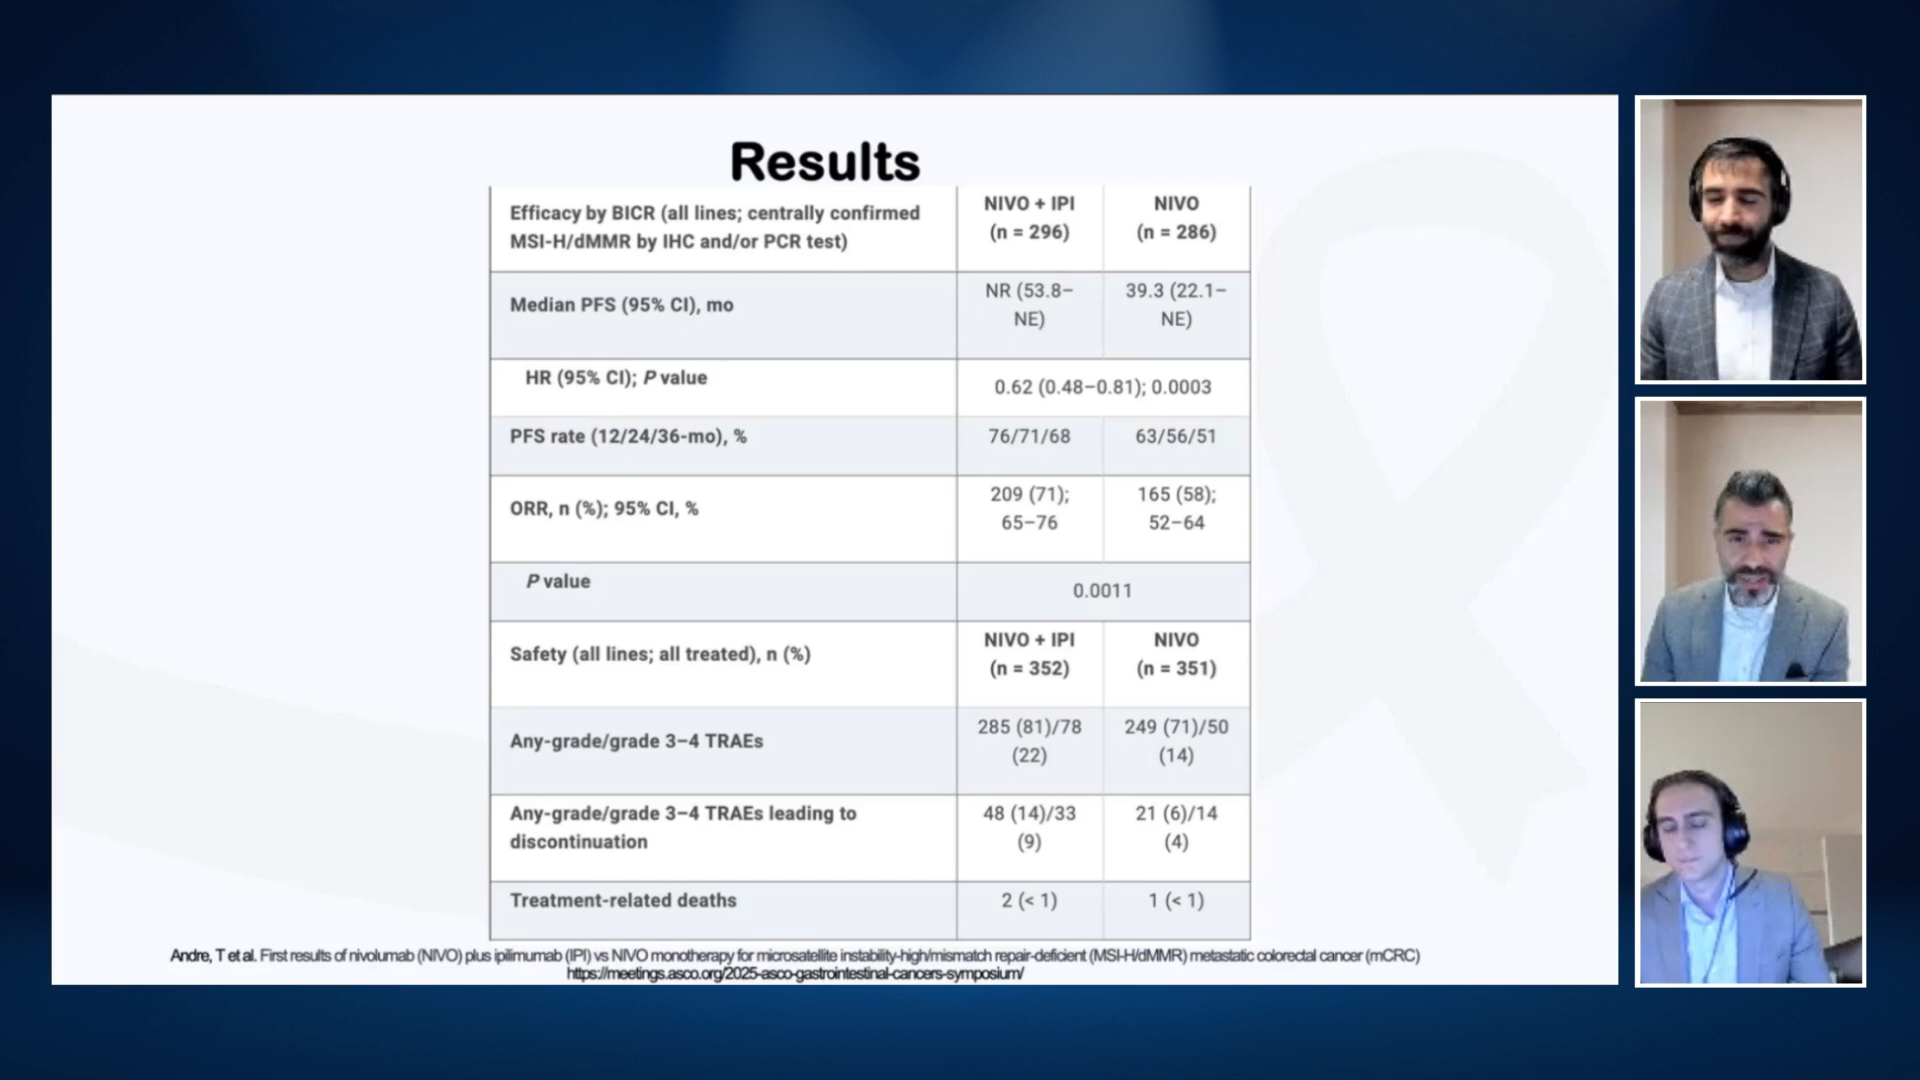 Results
Efficacy by BICR (all lines; centrally confirmed
MSI-H/dMMR by IHC and/or PCR test)
NIVO + IPI
(n = 296)
NIVO
(n = 286)
Median PFS (95% CI), mo
NR (53.8–
NE)
39.3 (22.1–
NE)
HR (95% CI); P value
0.62 (0.48–0.81); 0.0003
PFS rate (12/24/36-mo), %
76/71/68
63/56/51
ORR, n (%); 95% CI, %
209 (71);
65–76
165 (58);
52–64
P value
0.0011
Safety (all lines; all treated), n (%)
NIVO + IPI
(n = 352)
NIVO
(n = 351)
Any-grade/grade 3–4 TRAEs
285 (81)/78
(22)
249 (71)/50
(14)
Any-grade/grade 3–4 TRAEs leading to
discontinuation
48 (14)/33
(9)
21 (6)/14
(4)
Treatment-related deaths
2 (< 1)
1 (< 1)
Andre, T et al. First results of nivolumab (NIVO) plus ipilimumab (IPI) vs NIVO monotherapy for microsatellite instability-high/mismatch repair-deficient (MSI-H/dMMR) metastatic colorectal cancer (mCRC)
https://meetings.asco.org/2025-asco-gastrointestinal-cancers-symposium/